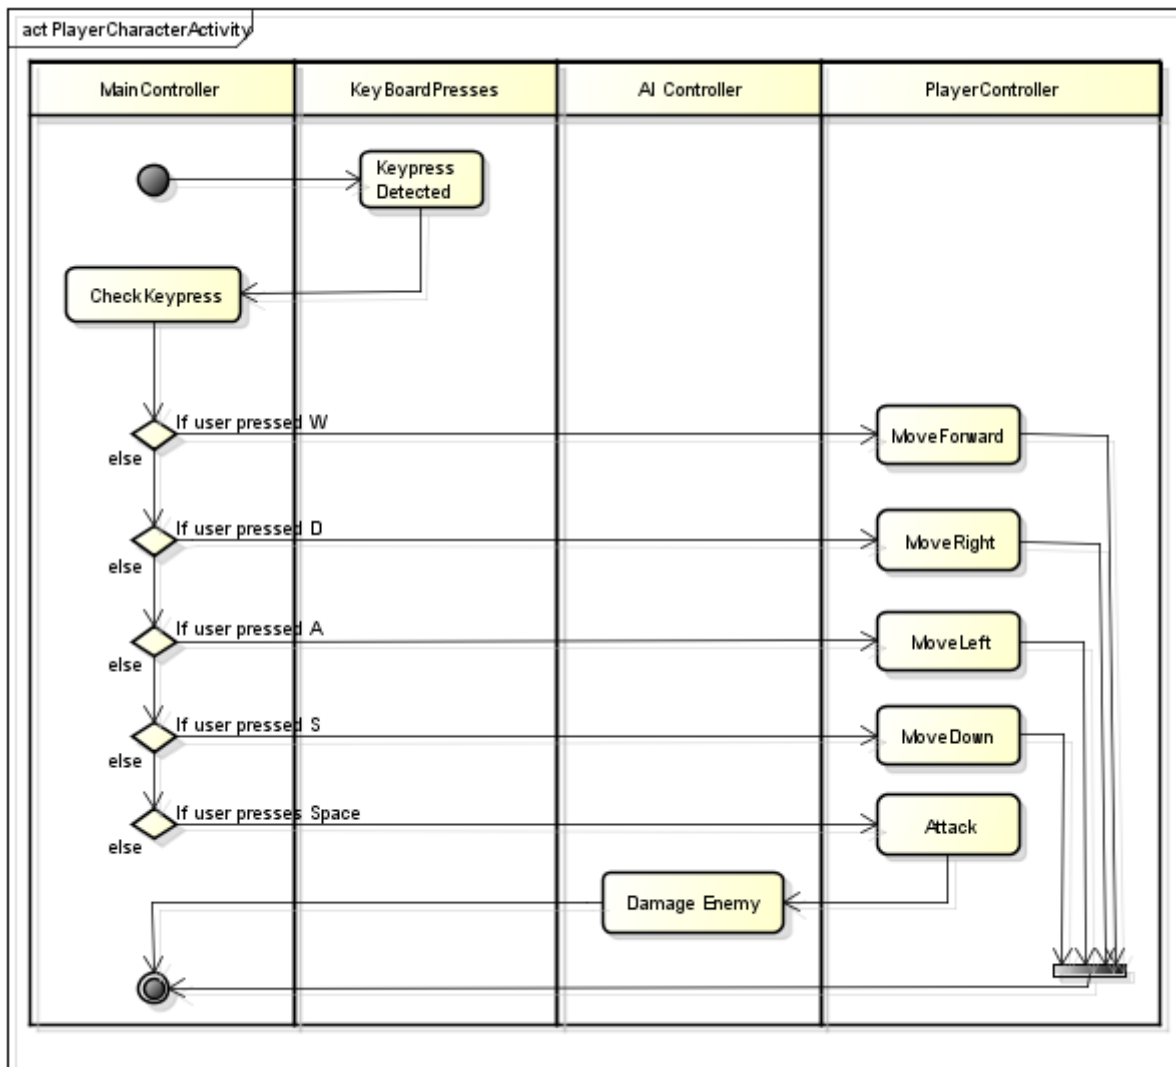 act PlayerCharacterActivity
MainController
KeyBoardPresses
AI Controller
PlayerController
Keypress
Detected
CheckKeypress
If user pressed W
MoveForward
else
If user pressed D
MoveRight
else
If user pressed A
MoveLeft
else
If user pressed S
MoveDown
else
If user presses Space
Attack
else
Damage Enemy